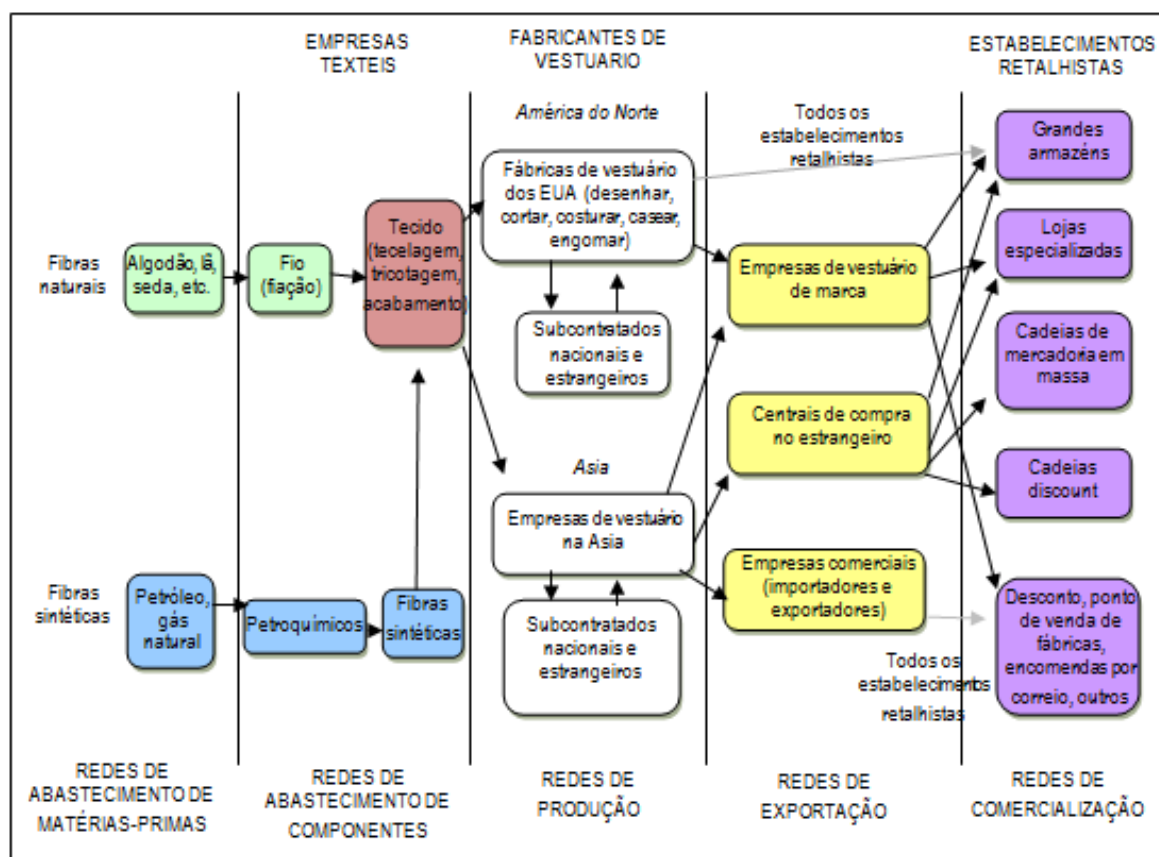 EMPRESAS
TÊXTEIS
FABRICANTES DE
VESTUARIO
ESTABELECIMENTOS
RETALHISTAS
América do Norte
Todos os
estabelecimentos
retalhistas
Grandes
armazéns
Fábricas de vestuário
dos EUA (desenhar,
cortar, costurar, casear,
engomar)
Tecido
(tecelagem,
tricotagem,
acabamento)
Lojas
especializadas
Fibras
naturais
Algodão, lã,
seda, etc.
Fio
(fiação)
Empresas de vestuário
de marca
Subcontratados
nacionais e
estrangeiros
Cadeias de
mercadoria em
massa
Centrais de compra
no estrangeiro
Asia
Cadeias
discount
Empresas de vestuário
na Asia
Empresas comerciais
(importadores e
exportadores)
Fibras
sintéticas
Petróleo,
gás
natural
Petroquímicos
Fibras
sintéticas
Subcontratados
nacionais e
estrangeiros
Desconto, ponto
de venda de
fábricas,
encomendas por
correio, outros
Todos os
estabelecimentos
retalhistas
REDES DE
ABASTECIMENTO DE
MATÉRIAS-PRIMAS
REDES DE
ABASTECIMENTO DE
COMPONENTES
REDES DE
PRODUÇÃO
REDES DE
EXPORTAÇÃO
REDES DE
COMERCIALIZAÇÃO